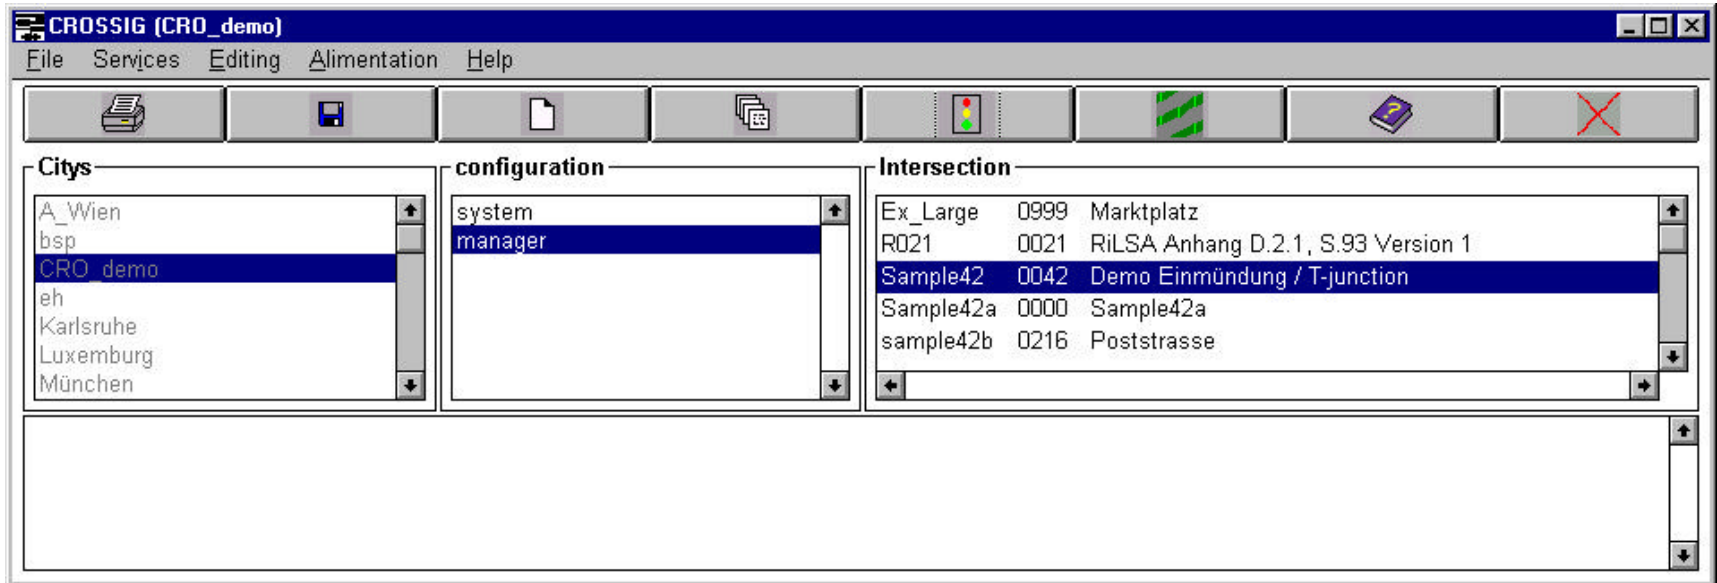 CROSSIG (CRO_demo)
File Services Editing Alimentation Help
Citys
A_Wien
bsp
CRO_demo
eh
Karlsruhe
Luxemburg
München
configuration
system
manager
Intersection
Ex_Large 0999 Marktplatz
R021 0021 RiLSA Anhang D.2.1, S.93 Version 1
Sample42 0042 Demo Einmündung / T-junction
Sample42a 0000 Sample42a
sample42b 0216 Poststrasse